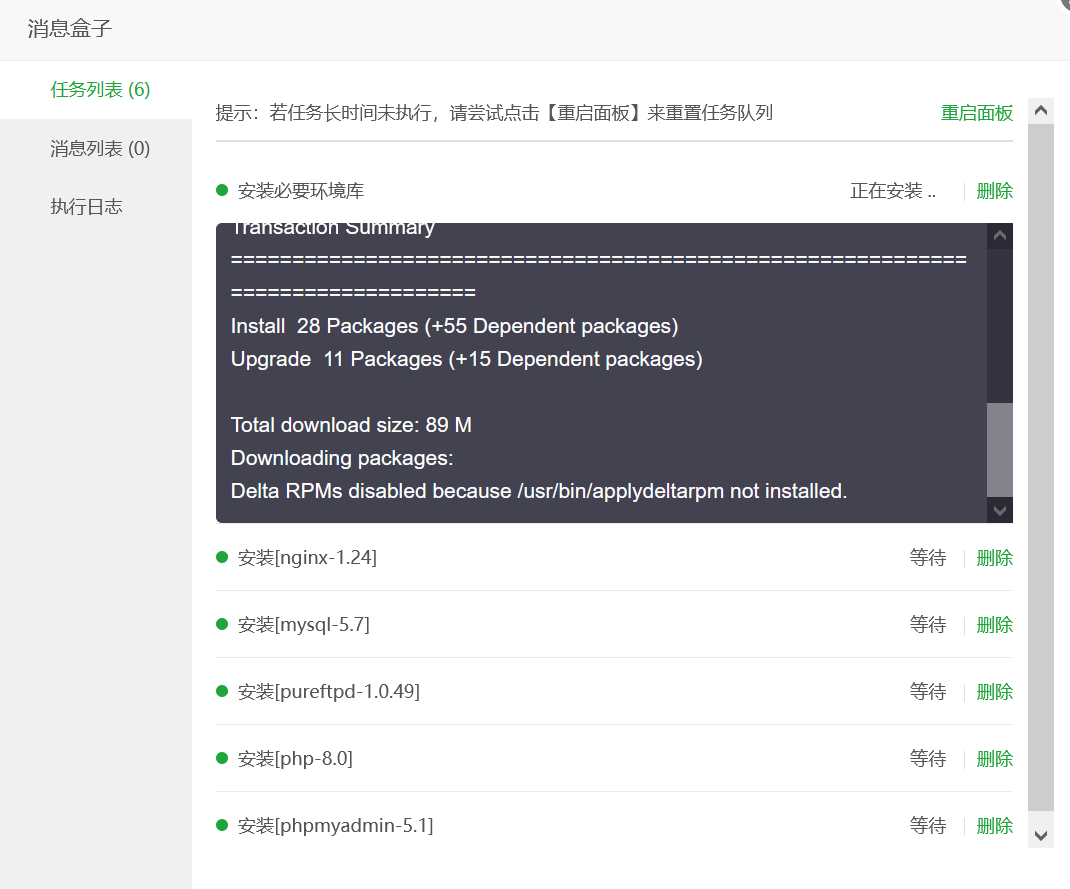 消息盒子
任务列表 (6)
消息列表 (0)
执行日志
提示：若任务长时间未执行，请尝试点击【重启面板】来重置任务队列 重启面板
安装必要环境库 正在安装 .. 删除
Transaction Summary
============================================================
====================
Install  28 Packages (+55 Dependent packages)
Upgrade  11 Packages (+15 Dependent packages)
Total download size: 89 M
Downloading packages:
Delta RPMs disabled because /usr/bin/applydeltarpm not installed.
安装[nginx-1.24] 等待 删除
安装[mysql-5.7] 等待 删除
安装[pureftpd-1.0.49] 等待 删除
安装[php-8.0] 等待 删除
安装[phpmyadmin-5.1] 等待 删除